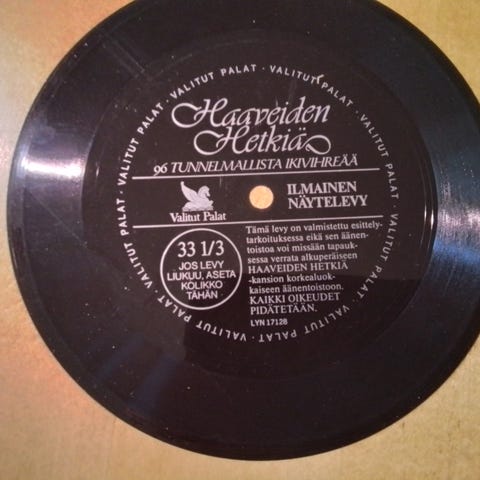 VALITUT PALAT · VALITUT PALAT · VALITUT PALAT · VALITUT PALAT · VALITUT PALAT · VALITUT PALAT · VALITUT PALAT · VALITUT PALAT ·
Haaveiden
Hetkiä
96 TUNNELMALLISTA IKIVIHREÄÄ
Valitut Palat
ILMAINEN
NÄYTELEVY
33 1/3
JOS LEVY
LIUKUU, ASETA
KOLIKKO
TÄHÄN
Tämä levy on valmistettu esittely-
tarkoituksessa eikä sen äänen-
toistoa voi missään tapauk-
sessa verrata alkuperäiseen
HAAVEIDEN HETKIÄ
-kansion korkealuok-
kaiseen äänentoistoon.
KAIKKI OIKEUDET
PIDÄTETÄÄN.
LYN 17128